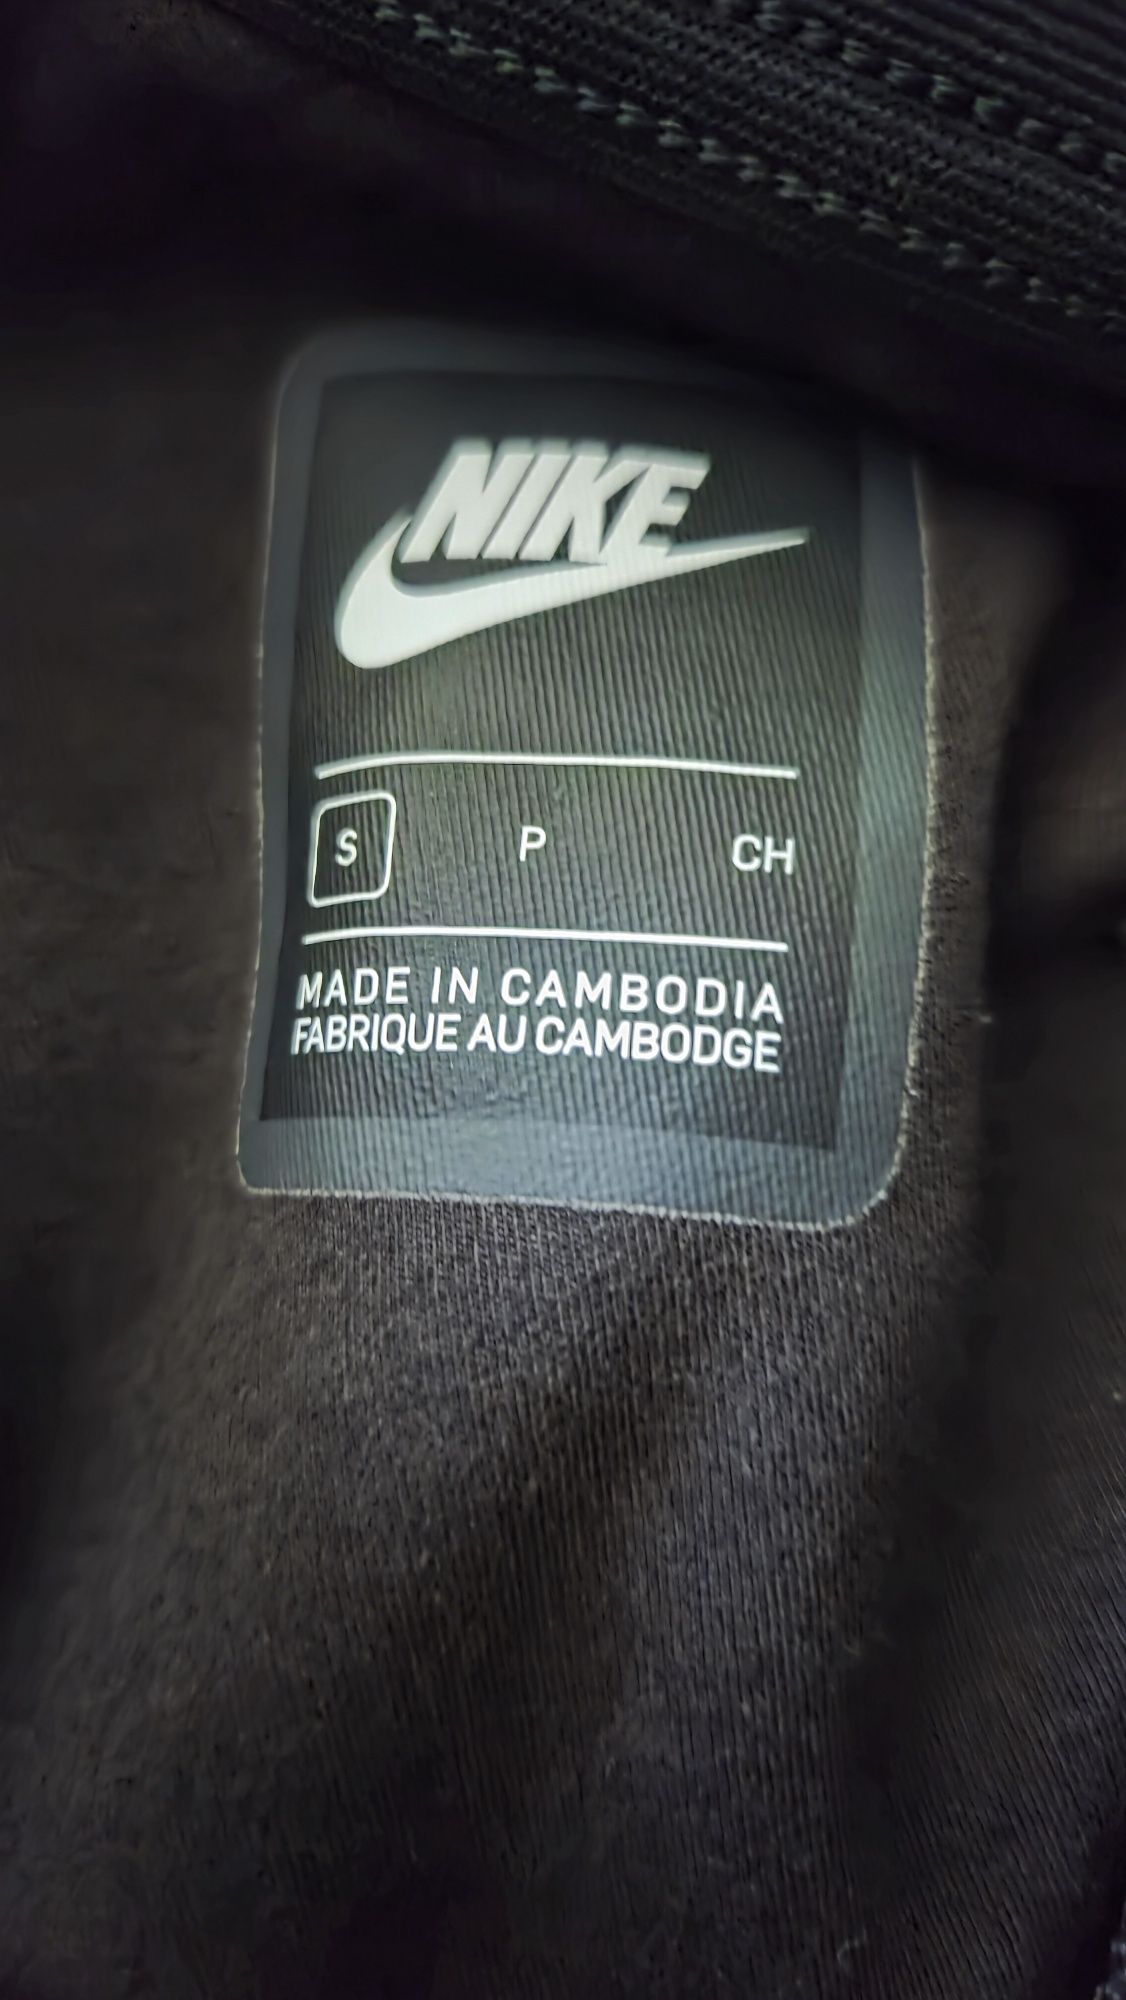 NIKE
S P CH
MADE IN CAMBODIA
FABRIQUE AU CAMBODGE